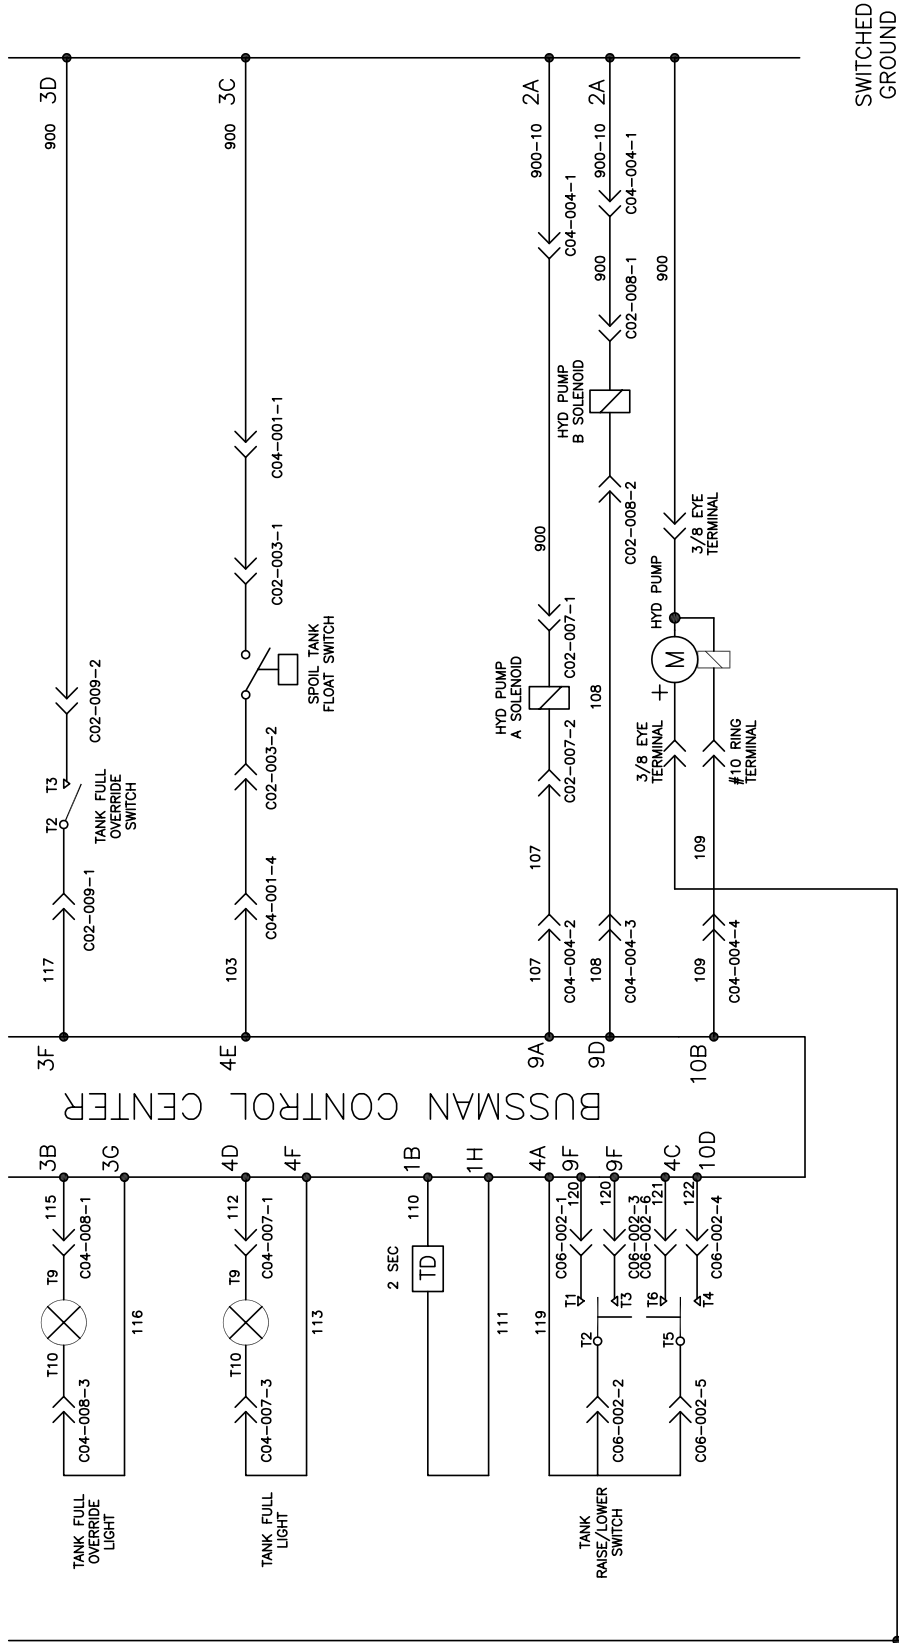 SWITCHED
GROUND
3D
900
C02-009-2
T3
T2
TANK FULL
OVERRIDE
SWITCH
C02-009-1
117
3F
3C
900
C04-001-1
C02-003-1
SPOIL TANK
FLOAT SWITCH
C02-003-2
C04-001-4
103
4E
2A
900-10
C04-004-1
900
C02-007-1
HYD PUMP
A SOLENOID
C02-007-2
107
107
C04-004-2
9A
2A
900-10
C04-004-1
900
C02-008-1
HYD PUMP
B SOLENOID
C02-008-2
108
108
C04-004-3
9D
900
3/8 EYE
TERMINAL
HYD PUMP
M
+
3/8 EYE
TERMINAL
#10 RING
TERMINAL
109
109
C04-004-4
10B
BUSSMAN CONTROL CENTER
3B
115
C04-008-1
T9
T10
C04-008-3
3G
116
TANK FULL
OVERRIDE
LIGHT
4D
112
C04-007-1
T9
T10
C04-007-3
4F
113
TANK FULL
LIGHT
1B
110
2 SEC
TD
1H
111
4A
119
9F
120
C06-002-1
T1
9F
120
C06-002-3
T3
T2
C06-002-2
4C
121
C06-002-6
T6
10D
122
C06-002-4
T4
T5
C06-002-5
TANK
RAISE/LOWER
SWITCH